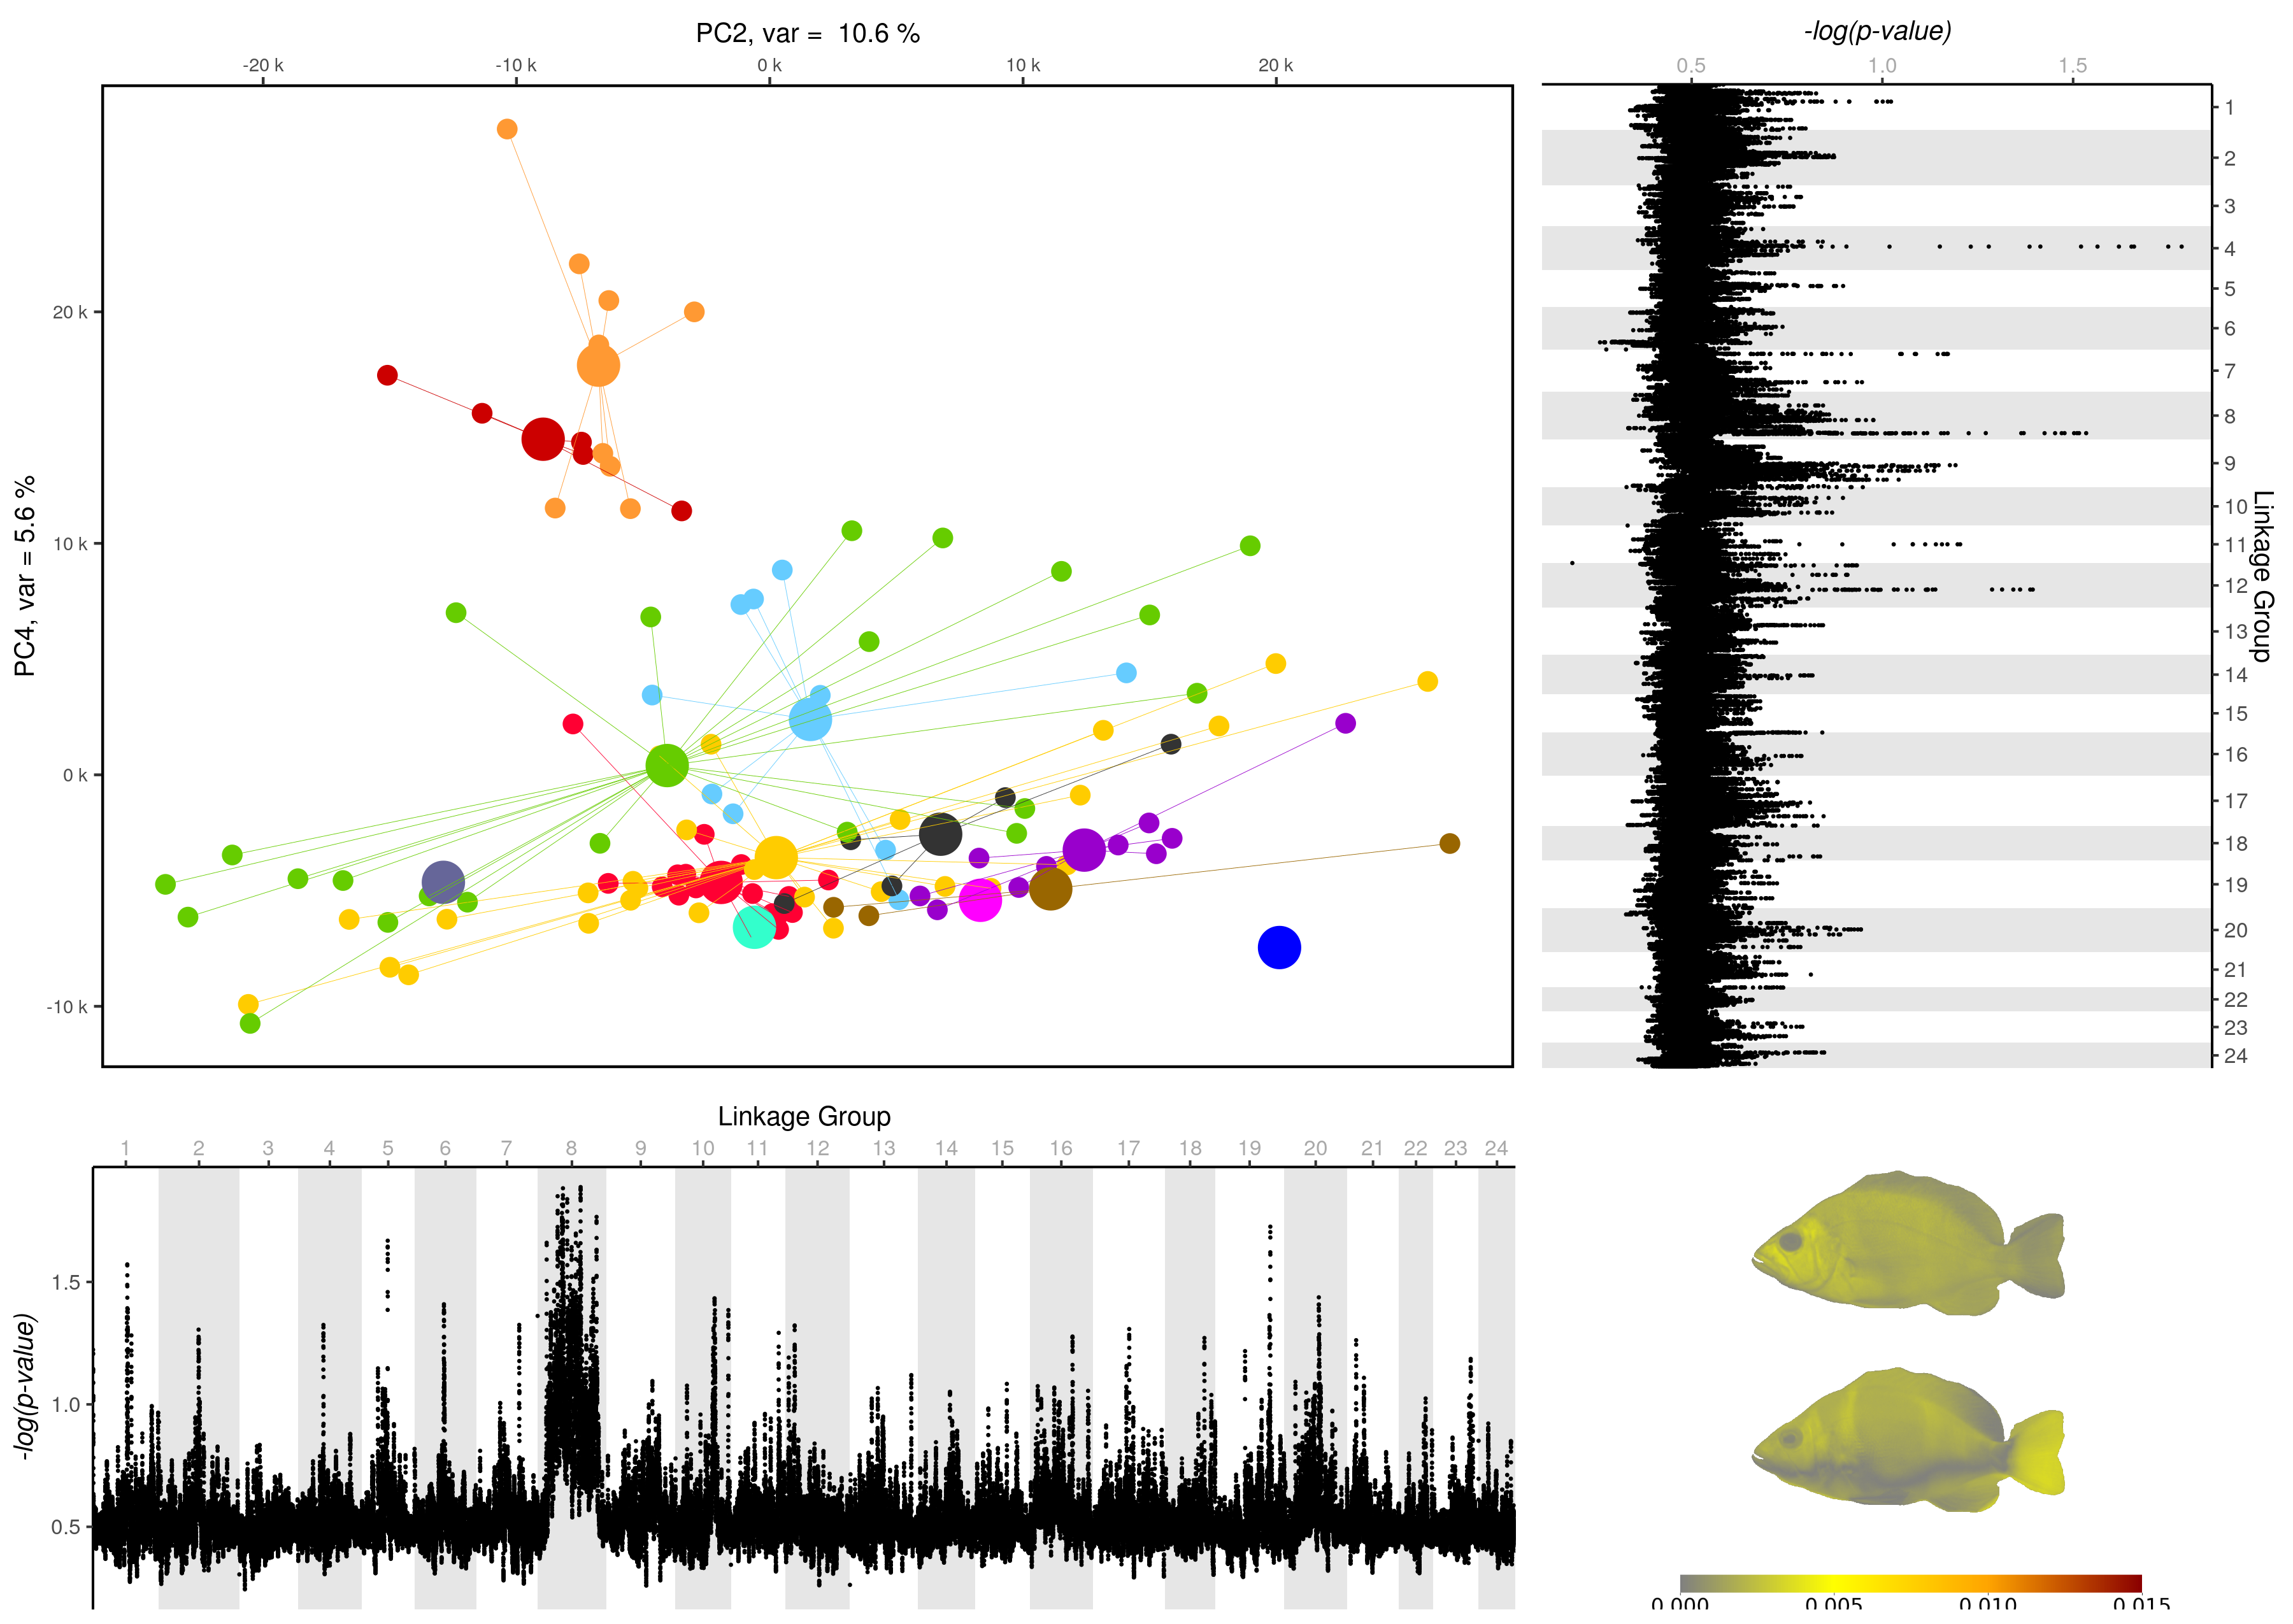 PC2, var = 10.6 %
-20 k -10 k 0 k 10 k 20 k
PC4, var = 5.6 %
20 k
10 k
0 k
-10 k
-log(p-value)
0.5 1.0 1.5
1
2
3
4
5
6
7
8
9
10
11
12
13
14
15
16
17
18
19
20
21
22
23
24
Linkage Group
Linkage Group
1 2 3 4 5 6 7 8 9 10 11 12 13 14 15 16 17 18 19 20 21 22 23 24
-log(p-value)
1.5
1.0
0.5
0.000 0.005 0.010 0.015